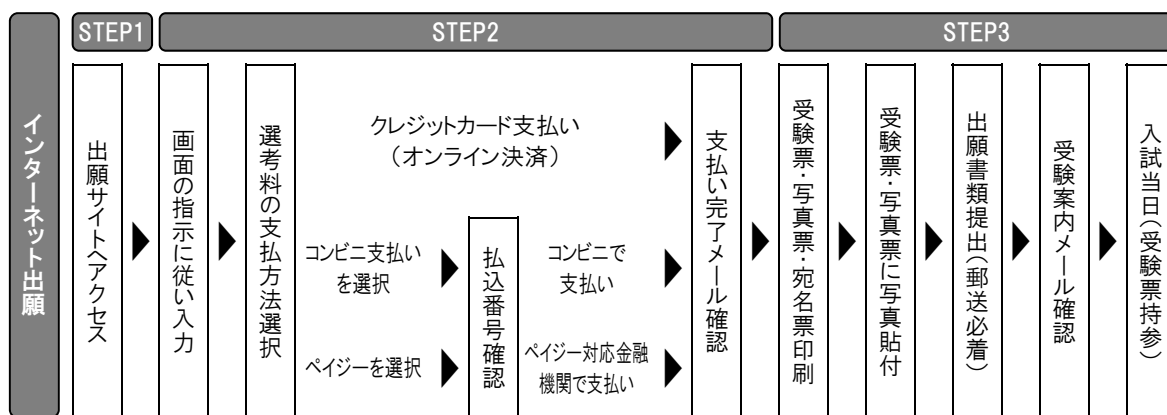 STEP1
STEP2
STEP3
インターネット出願
出願サイトへアクセス
画面の指示に従い入力
選考料の支払方法選択
クレジットカード支払い
（オンライン決済）
コンビニ支払い
を選択
ペイジーを選択
払込番号確認
コンビニで
支払い
ペイジー対応金融
機関で支払い
支払い完了メール確認
受験票・写真票・宛名票印刷
受験票・写真票に写真貼付
出願書類提出（郵送必着）
受験案内メール確認
入試当日（受験票持参）